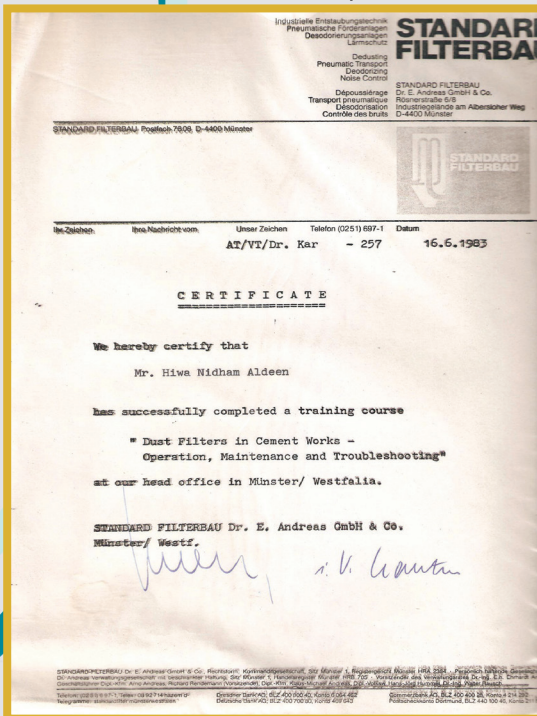 Industrielle Entstaubungstechnik
Pneumatische Förderanlagen
Desodorierungsanlagen
Lärmschutz
Dedusting
Pneumatic Transport
Deodorizing
Noise Control
Dépoussiérage
Transport pneumatique
Désodorisation
Contrôle des bruits
STANDARD
FILTERBAU
STANDARD FILTERBAU
Dr. E. Andreas GmbH & Co.
Rösnerstraße 6/8
Industriegelände am Albersloher Weg
D-4400 Münster
STANDARD FILTERBAU Postfach 7606 D-4400 Münster
STANDARD
FILTERBAU
Ihr Zeichen Ihre Nachricht vom Unser Zeichen Telefon (0251) 697-1 Datum
AT/VT/Dr. Kar - 257 16.6.1983
CERTIFICATE
We hereby certify that
Mr. Hiwa Nidham Aldeen
has successfully completed a training course
" Dust Filters in Cement Works -
Operation, Maintenance and Troubleshooting"
at our head office in Münster/ Westfalia.
STANDARD FILTERBAU Dr. E. Andreas GmbH & Co.
Münster/ Westf.
i. V.